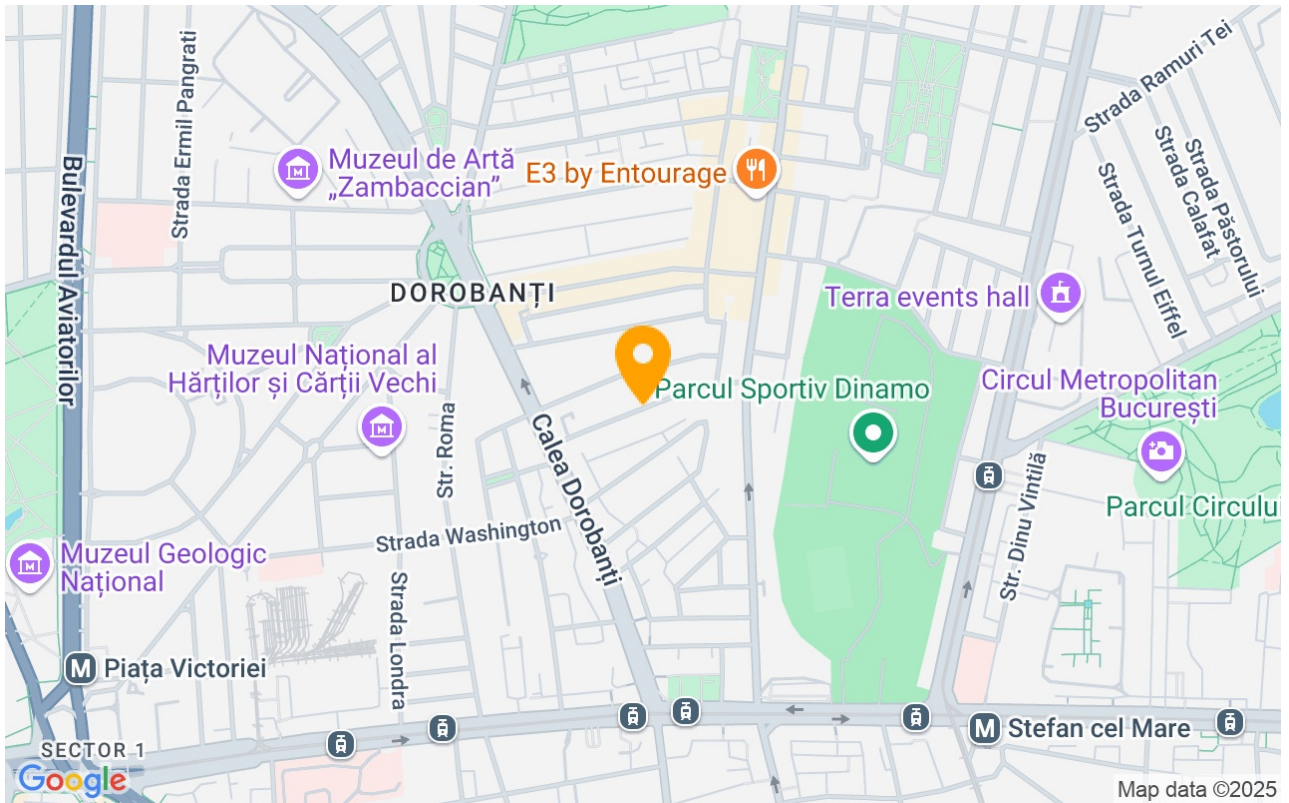 Strada Ermil Pangrati
Bulevardul Aviatorilor
Muzeul de Artă
„Zambaccian”
E3 by Entourage
Strada Ramuri Tei
Strada Păstorului
Strada Calafat
Strada Turnul Eiffel
DOROBANȚI
Terra events hall
Muzeul Național al
Hărților și Cărții Vechi
Parcul Sportiv Dinamo
Circul Metropolitan
București
Str. Roma
Calea Dorobanți
Str. Dinu Vintilă
Parcul Circului
Strada Washington
Muzeul Geologic
Național
Strada Londra
M Piața Victoriei
M Stefan cel Mare
SECTOR 1
Google
Map data ©2025